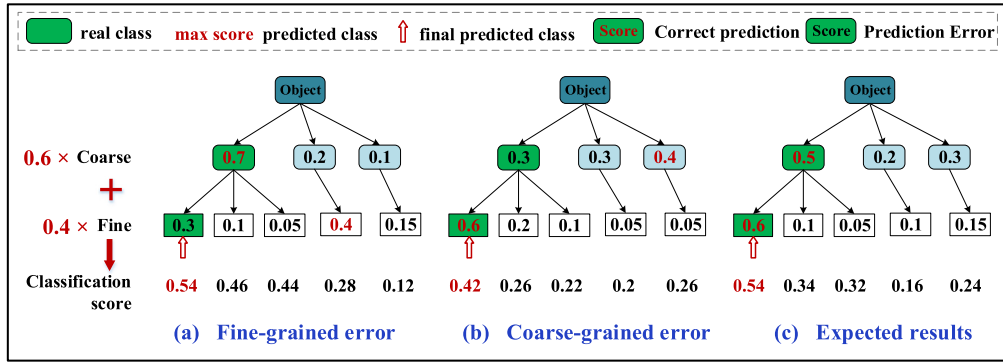 real class max score predicted class final predicted class Score Correct prediction Score Prediction Error
Object Object Object
0.6 × Coarse 0.7 0.2 0.1 0.3 0.3 0.4 0.5 0.2 0.3
+
0.4 × Fine 0.3 0.1 0.05 0.4 0.15 0.6 0.2 0.1 0.05 0.05 0.6 0.1 0.05 0.1 0.15
Classification
score
0.54 0.46 0.44 0.28 0.12 0.42 0.26 0.22 0.2 0.26 0.54 0.34 0.32 0.16 0.24
(a) Fine-grained error (b) Coarse-grained error (c) Expected results